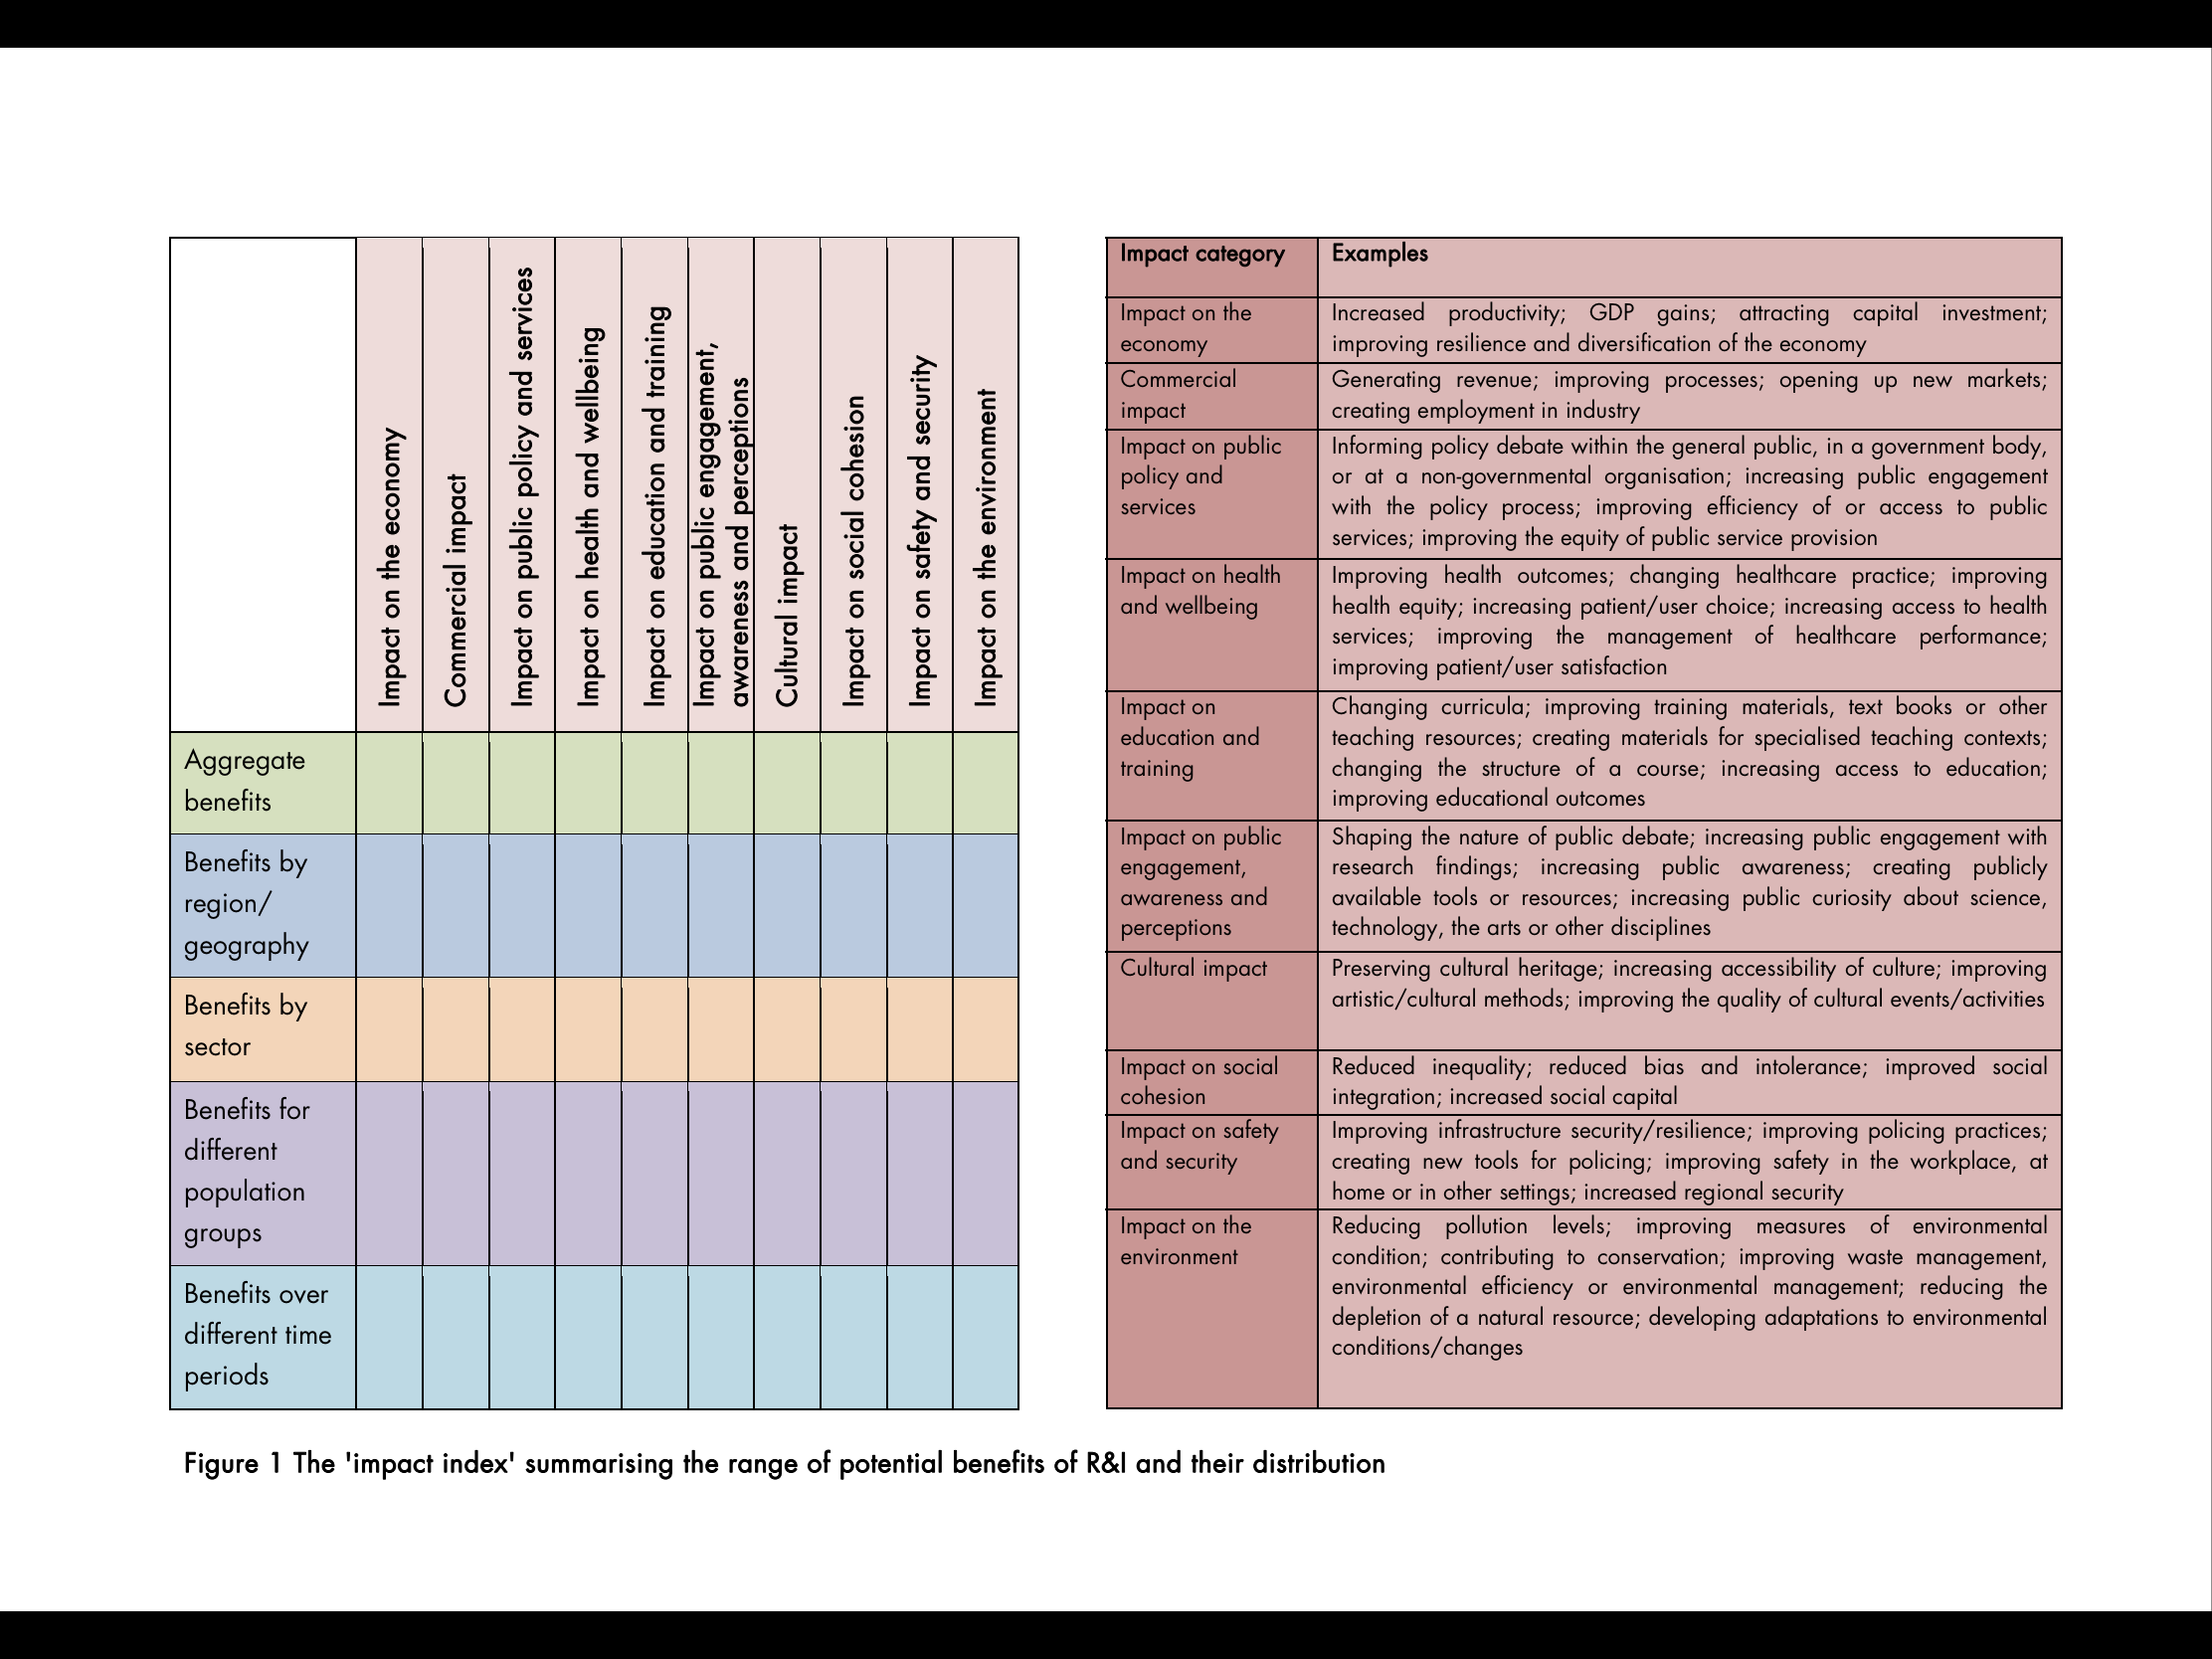 Impact on the economy
Commercial impact
Impact on public policy and services
Impact on health and wellbeing
Impact on education and training
Impact on public engagement,
awareness and perceptions
Cultural impact
Impact on social cohesion
Impact on safety and security
Impact on the environment
Aggregate
benefits
Benefits by
region/
geography
Benefits by
sector
Benefits for
different
population
groups
Benefits over
different time
periods
Impact category
Examples
Impact on the
economy
Increased productivity; GDP gains; attracting capital investment;
improving resilience and diversification of the economy
Commercial
impact
Generating revenue; improving processes; opening up new markets;
creating employment in industry
Impact on public
policy and
services
Informing policy debate within the general public, in a government body,
or at a non-governmental organisation; increasing public engagement
with the policy process; improving efficiency of or access to public
services; improving the equity of public service provision
Impact on health
and wellbeing
Improving health outcomes; changing healthcare practice; improving
health equity; increasing patient/user choice; increasing access to health
services; improving the management of healthcare performance;
improving patient/user satisfaction
Impact on
education and
training
Changing curricula; improving training materials, text books or other
teaching resources; creating materials for specialised teaching contexts;
changing the structure of a course; increasing access to education;
improving educational outcomes
Impact on public
engagement,
awareness and
perceptions
Shaping the nature of public debate; increasing public engagement with
research findings; increasing public awareness; creating publicly
available tools or resources; increasing public curiosity about science,
technology, the arts or other disciplines
Cultural impact
Preserving cultural heritage; increasing accessibility of culture; improving
artistic/cultural methods; improving the quality of cultural events/activities
Impact on social
cohesion
Reduced inequality; reduced bias and intolerance; improved social
integration; increased social capital
Impact on safety
and security
Improving infrastructure security/resilience; improving policing practices;
creating new tools for policing; improving safety in the workplace, at
home or in other settings; increased regional security
Impact on the
environment
Reducing pollution levels; improving measures of environmental
condition; contributing to conservation; improving waste management,
environmental efficiency or environmental management; reducing the
depletion of a natural resource; developing adaptations to environmental
conditions/changes
Figure 1 The 'impact index' summarising the range of potential benefits of R&I and their distribution